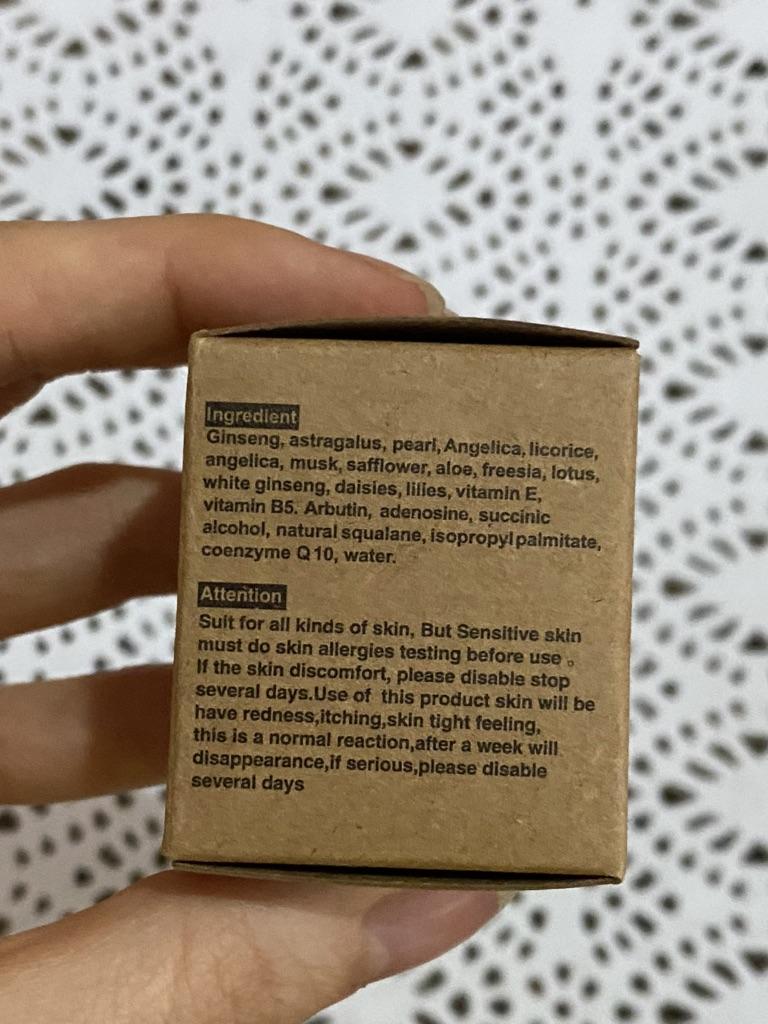 Ingredient
Ginseng, astragalus, pearl, Angelica, licorice,
angelica, musk, safflower, aloe, freesia, lotus,
white ginseng, daisies, lilies, vitamin E,
vitamin B5. Arbutin, adenosine, succinic
alcohol, natural squalane, isopropyl palmitate,
coenzyme Q10, water.
Attention
Suit for all kinds of skin, But Sensitive skin
must do skin allergies testing before use 。
If the skin discomfort, please disable stop
several days.Use of this product skin will be
have redness,itching,skin tight feeling,
this is a normal reaction,after a week will
disappearance,if serious,please disable
several days